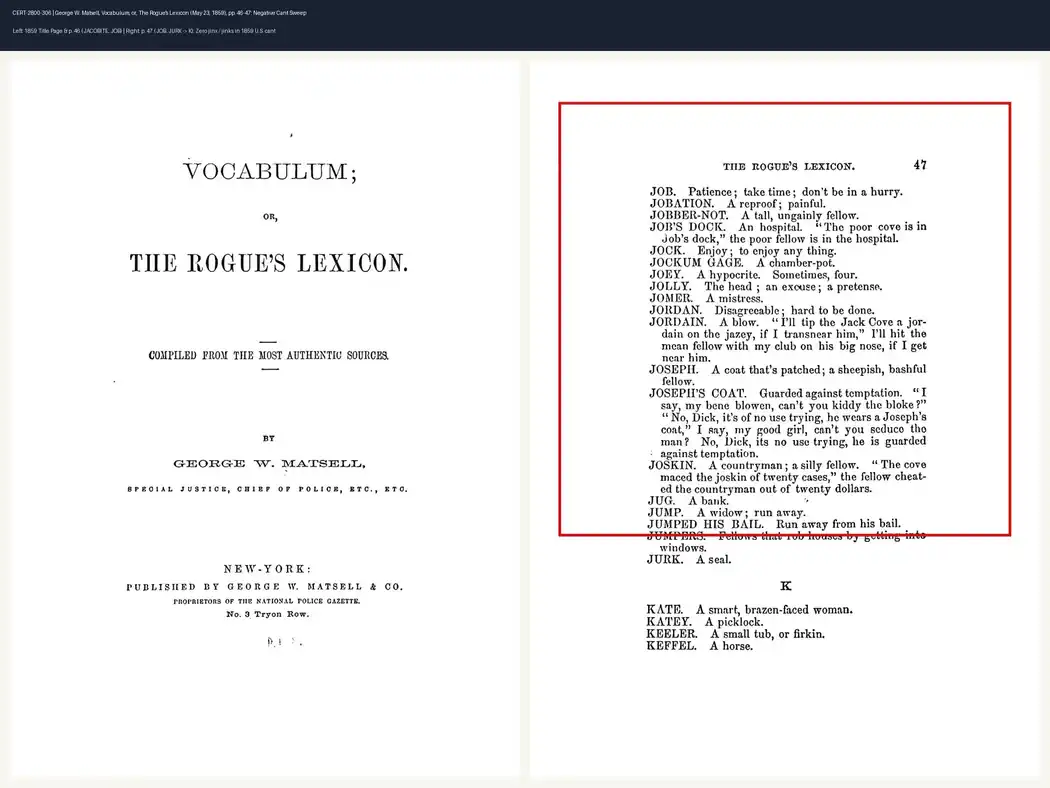 CERT-2800-306 | George W. Matsell, Vocabulum, or, The Rogue's Lexicon (May 23, 1859), pp. 46-47: Negative Cant Sweep
Left: 1859 Title Page & p. 46 (JACOBITE, JOB) | Right: p. 47 (JOB, JURK -> K): Zero jinx / jinks in 1859 U.S. cant
VOCABULUM;
OR,
THE ROGUE'S LEXICON.
COMPILED FROM THE MOST AUTHENTIC SOURCES.
BY
GEORGE W. MATSELL,
SPECIAL JUSTICE, CHIEF OF POLICE, ETC., ETC.
NEW-YORK:
PUBLISHED BY GEORGE W. MATSELL & CO.
PROPRIETORS OF THE NATIONAL POLICE GAZETTE.
No. 3 Tryon Row.
THE ROGUE'S LEXICON. 47
JOB. Patience; take time; don't be in a hurry.
JOBATION. A reproof; painful.
JOBBER-NOT. A tall, ungainly fellow.
JOB'S DOCK. An hospital. "The poor cove is in
Job's dock," the poor fellow is in the hospital.
JOCK. Enjoy; to enjoy any thing.
JOCKUM GAGE. A chamber-pot.
JOEY. A hypocrite. Sometimes, four.
JOLLY. The head; an excuse; a pretense.
JOMER. A mistress.
JORDAN. Disagreeable; hard to be done.
JORDAIN. A blow. "I'll tip the Jack Cove a jor-
dain on the jazey, if I transnear him," I'll hit the
mean fellow with my club on his big nose, if I get
near him.
JOSEPH. A coat that's patched; a sheepish, bashful
fellow.
JOSEPH'S COAT. Guarded against temptation. "I
say, my bene blowen, can't you kiddy the bloke?"
"No, Dick, it's of no use trying, he wears a Joseph's
coat," I say, my good girl, can't you seduce the
man? No, Dick, its no use trying, he is guarded
against temptation.
JOSKIN. A countryman; a silly fellow. "The cove
maced the joskin of twenty cases," the fellow cheat-
ed the countryman out of twenty dollars.
JUG. A bank.
JUMP. A widow; run away.
JUMPED HIS BAIL. Run away from his bail.
JUMPERS. Fellows that rob houses by getting into
windows.
JURK. A seal.
K
KATE. A smart, brazen-faced woman.
KATEY. A picklock.
KEELER. A small tub, or firkin.
KEFFEL. A horse.